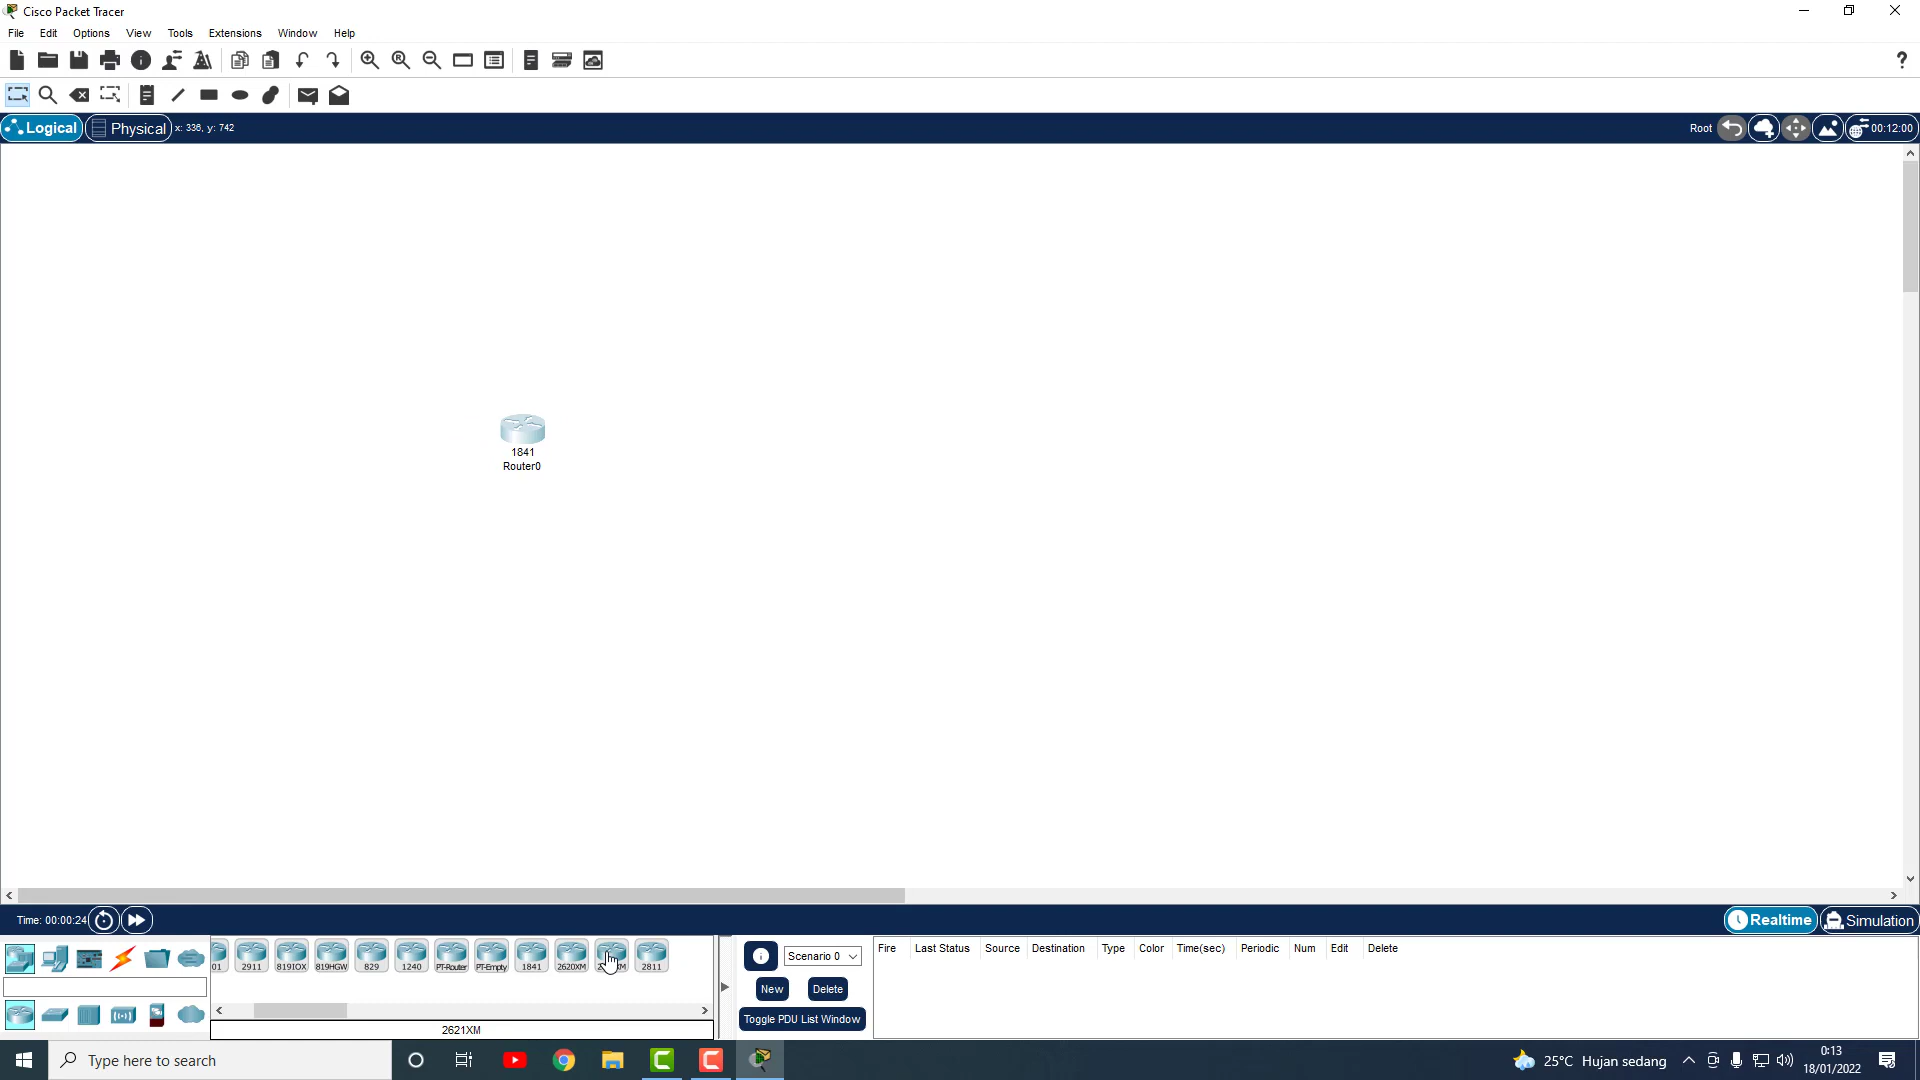 Cisco Packet Tracer
File Edit Options View Tools Extensions Window Help
?
Logical Physical x: 336, y: 742 Root 00:12:00
1841
Router0
Time: 00:00:24 Realtime Simulation
01 2911 819IOX 819HGW 829 1240 PT-Router PT-Empty 1841 2620XM 2811
2621XM
Scenario 0
New Delete
Toggle PDU List Window
Fire Last Status Source Destination Type Color Time(sec) Periodic Num Edit Delete
Type here to search
25°C Hujan sedang
0:13
18/01/2022